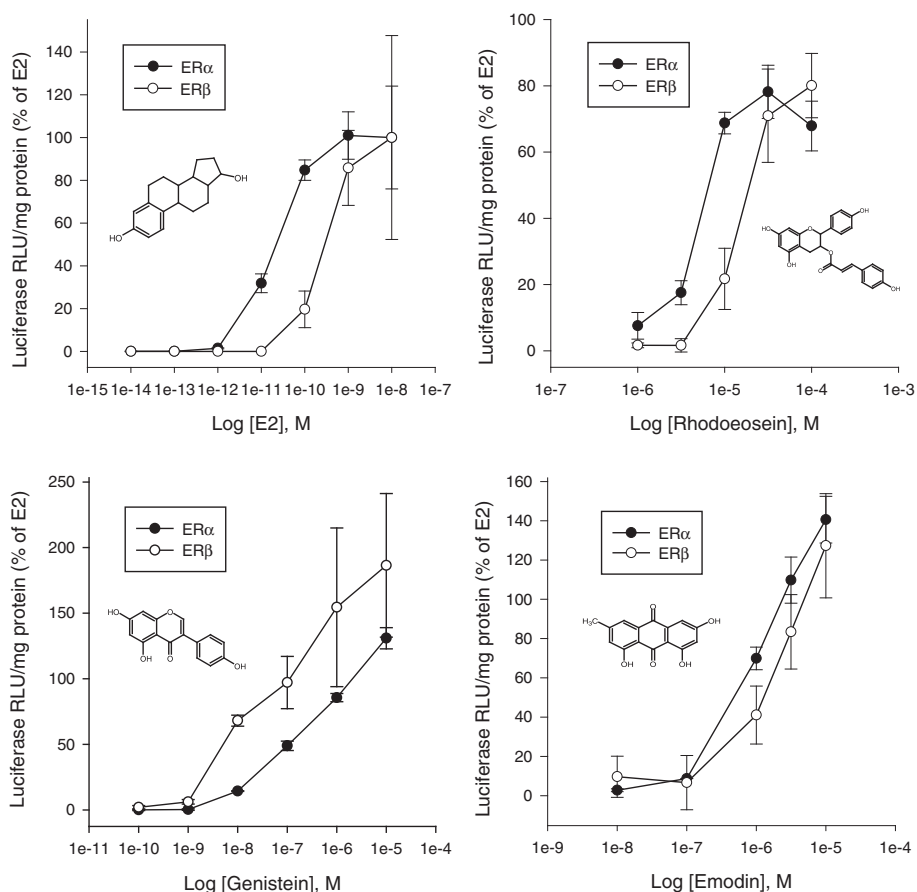 Luciferase RLU/mg protein (% of E2)
140
120
100
80
60
40
20
0
ERα
ERβ
HO
OH
1e-15 1e-14 1e-13 1e-12 1e-11 1e-10 1e-9 1e-8 1e-7
Log [E2], M
Luciferase RLU/mg protein (% of E2)
100
80
60
40
20
0
ERα
ERβ
OH
HO
O
OH
O
O
OH
1e-7 1e-6 1e-5 1e-4 1e-3
Log [Rhodoeosein], M
Luciferase RLU/mg protein (% of E2)
250
200
150
100
50
0
ERα
ERβ
HO
O
OH
O
OH
1e-11 1e-10 1e-9 1e-8 1e-7 1e-6 1e-5 1e-4
Log [Genistein], M
Luciferase RLU/mg protein (% of E2)
160
140
120
100
80
60
40
20
0
ERα
ERβ
O
H3C
OH
OH
O
OH
1e-9 1e-8 1e-7 1e-6 1e-5 1e-4
Log [Emodin], M